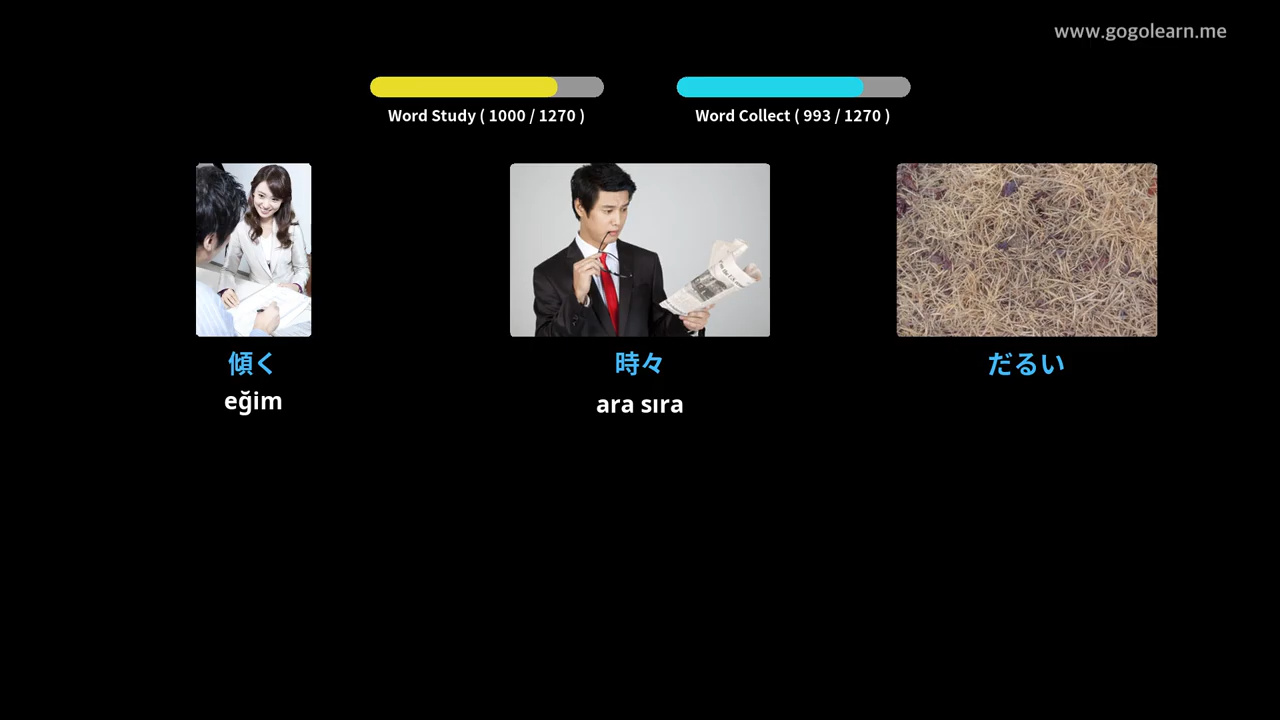 www.gogolearn.me
Word Study ( 1000 / 1270 )
Word Collect ( 993 / 1270 )
傾く
時々
だるい
eğim
ara sıra